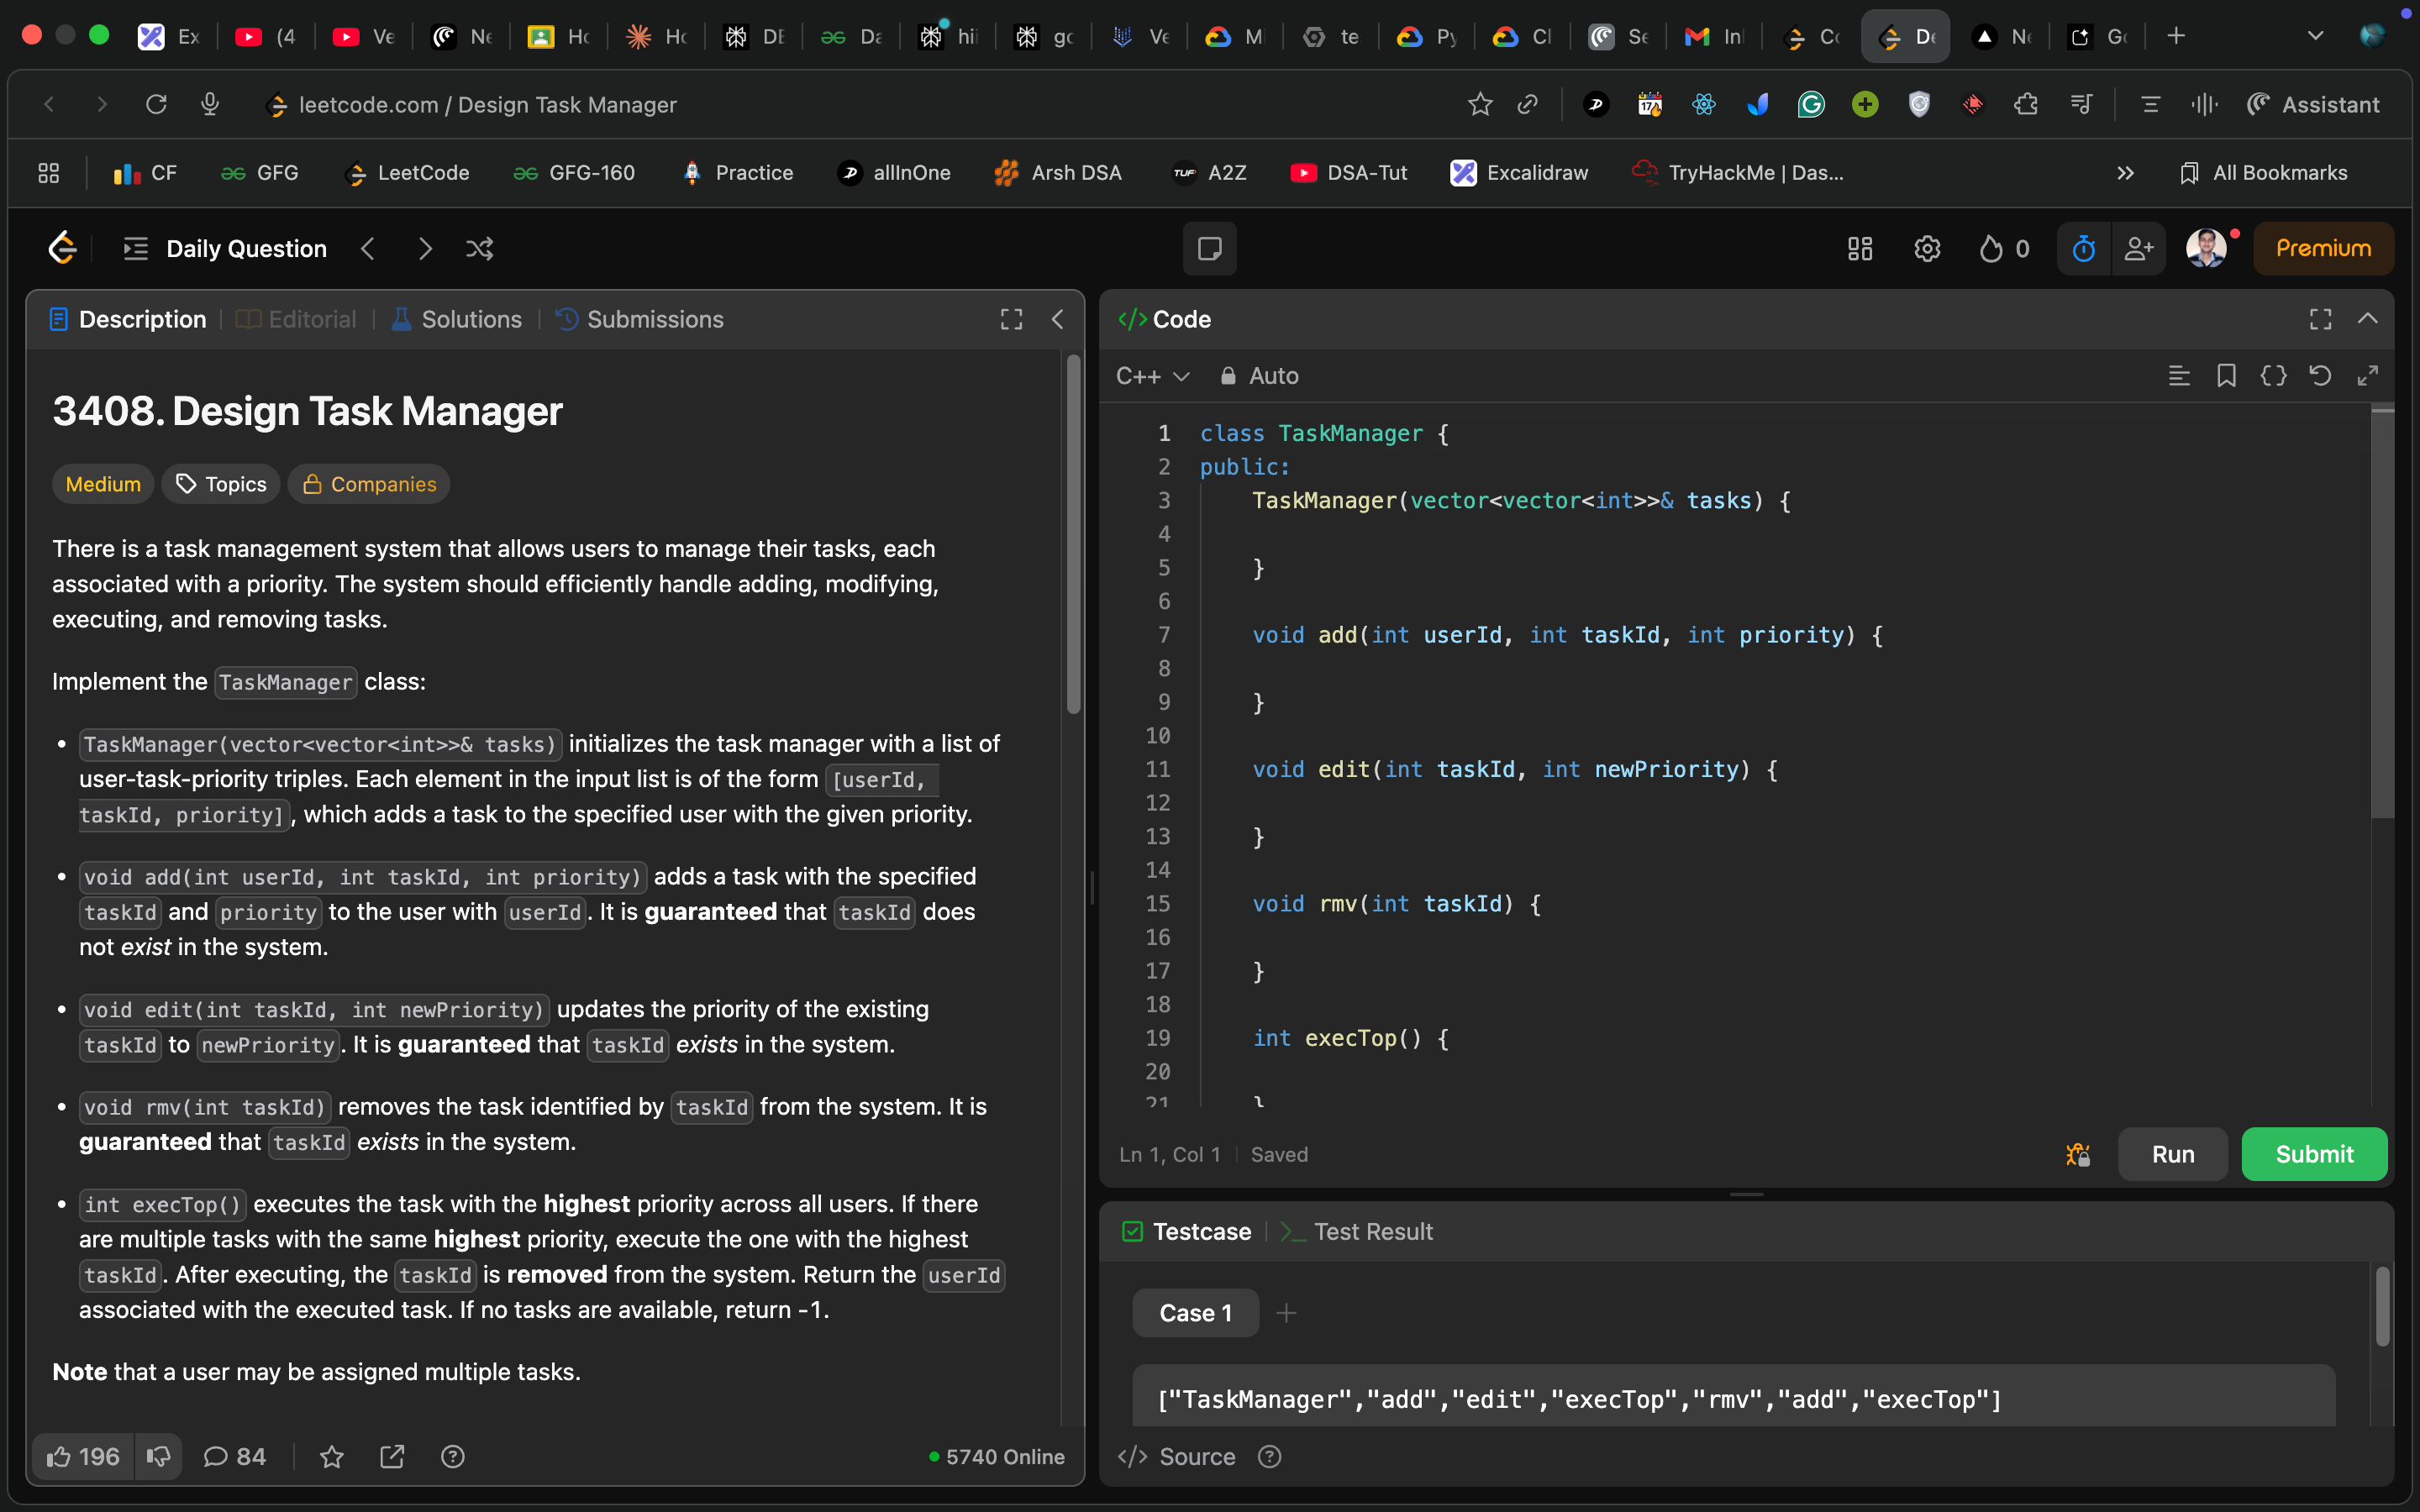 Ex
(4
Ve
Ne
Ho
Ho
DE
Da
hii
go
Ve
Mi
te
Py
Cl
Se
Inl
Co
De
Ne
Go
leetcode.com / Design Task Manager
Assistant
CF
GFG
LeetCode
GFG-160
Practice
allInOne
Arsh DSA
A2Z
DSA-Tut
Excalidraw
TryHackMe | Das...
All Bookmarks
Daily Question
0
Premium
Description
Editorial
Solutions
Submissions
3408. Design Task Manager
Medium
Topics
Companies
There is a task management system that allows users to manage their tasks, each
associated with a priority. The system should efficiently handle adding, modifying,
executing, and removing tasks.
Implement the TaskManager class:
• TaskManager(vector<vector<int>>& tasks) initializes the task manager with a list of
user-task-priority triples. Each element in the input list is of the form [userId,
taskId, priority], which adds a task to the specified user with the given priority.
• void add(int userId, int taskId, int priority) adds a task with the specified
taskId and priority to the user with userId. It is guaranteed that taskId does
not exist in the system.
• void edit(int taskId, int newPriority) updates the priority of the existing
taskId to newPriority. It is guaranteed that taskId exists in the system.
• void rmv(int taskId) removes the task identified by taskId from the system. It is
guaranteed that taskId exists in the system.
• int execTop() executes the task with the highest priority across all users. If there
are multiple tasks with the same highest priority, execute the one with the highest
taskId. After executing, the taskId is removed from the system. Return the userId
associated with the executed task. If no tasks are available, return -1.
Note that a user may be assigned multiple tasks.
196
84
5740 Online
</> Code
C++
Auto
1 class TaskManager {
2 public:
3 TaskManager(vector<vector<int>>& tasks) {
4
5 }
6
7 void add(int userId, int taskId, int priority) {
8
9 }
10
11 void edit(int taskId, int newPriority) {
12
13 }
14
15 void rmv(int taskId) {
16
17 }
18
19 int execTop() {
20
21 }
Ln 1, Col 1
Saved
Run
Submit
Testcase
Test Result
Case 1
["TaskManager","add","edit","execTop","rmv","add","execTop"]
</> Source